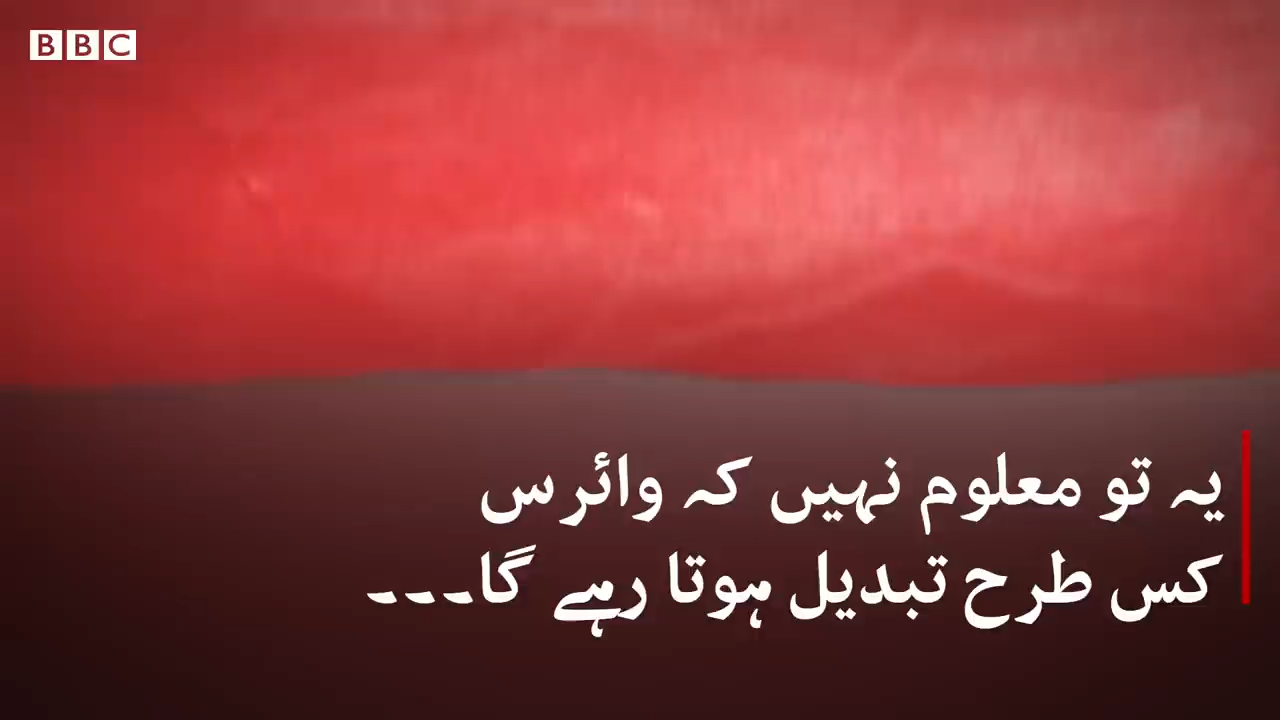 BBC
یہ تو معلوم نہیں کہ وائرس
کس طرح تبدیل ہوتا رہے گا۔۔۔